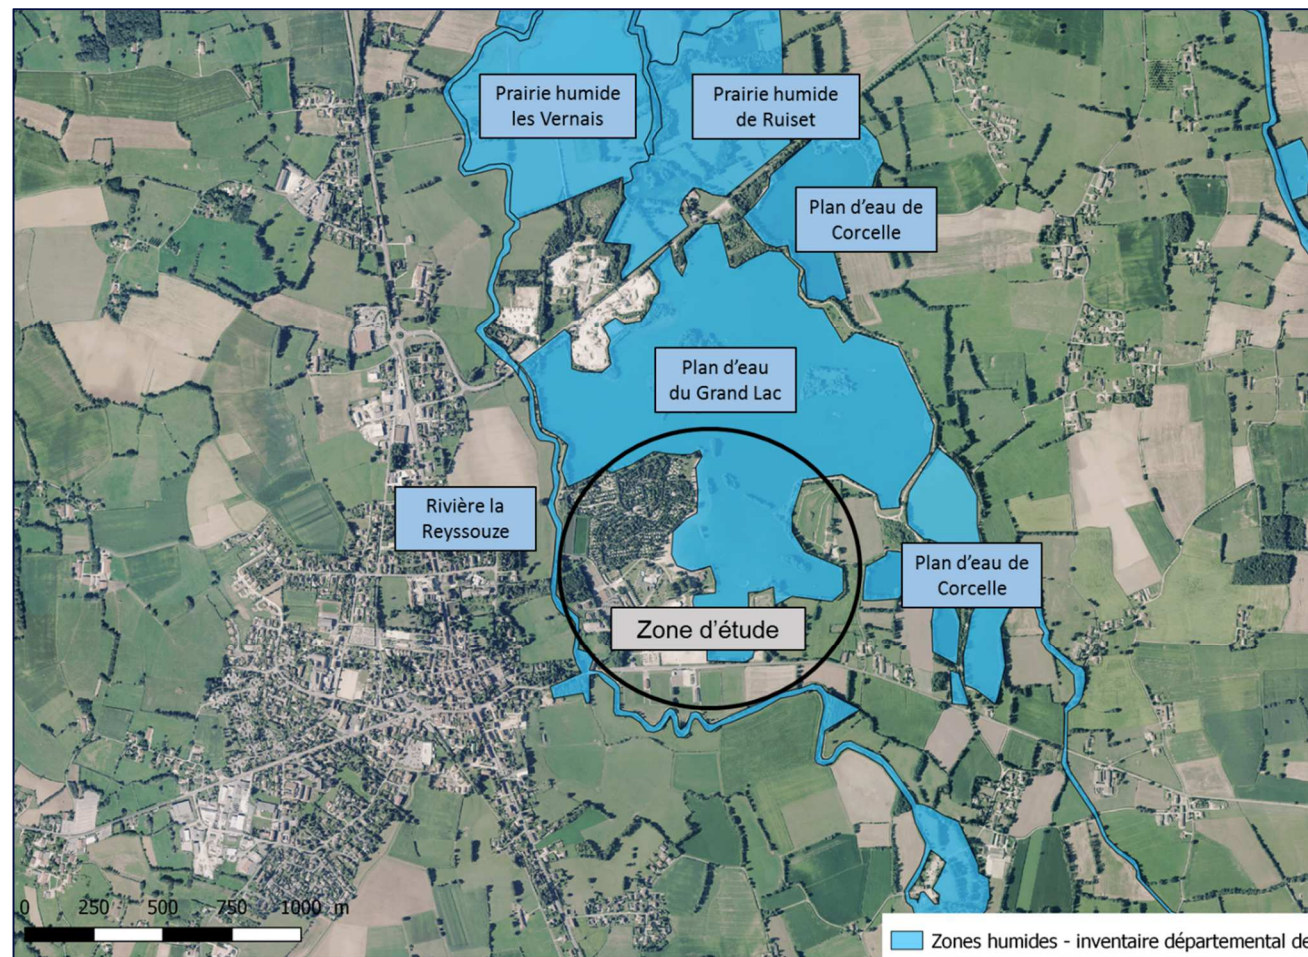 Prairie humide
les Vernais
Prairie humide
de Ruiset
Plan d'eau de
Corcelle
Plan d'eau
du Grand Lac
Rivière la
Reyssouze
Plan d'eau de
Corcelle
Zone d'étude
0 250 500 750 1000 m
Zones humides - inventaire départemental de